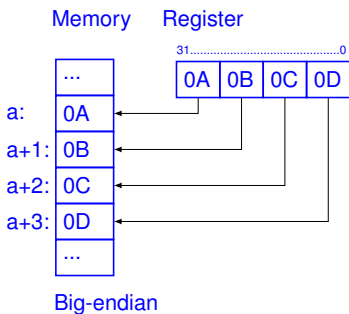 Memory Register
31......................................0
...
0A 0B 0C 0D
a: 0A
a+1: 0B
a+2: 0C
a+3: 0D
...
Big-endian